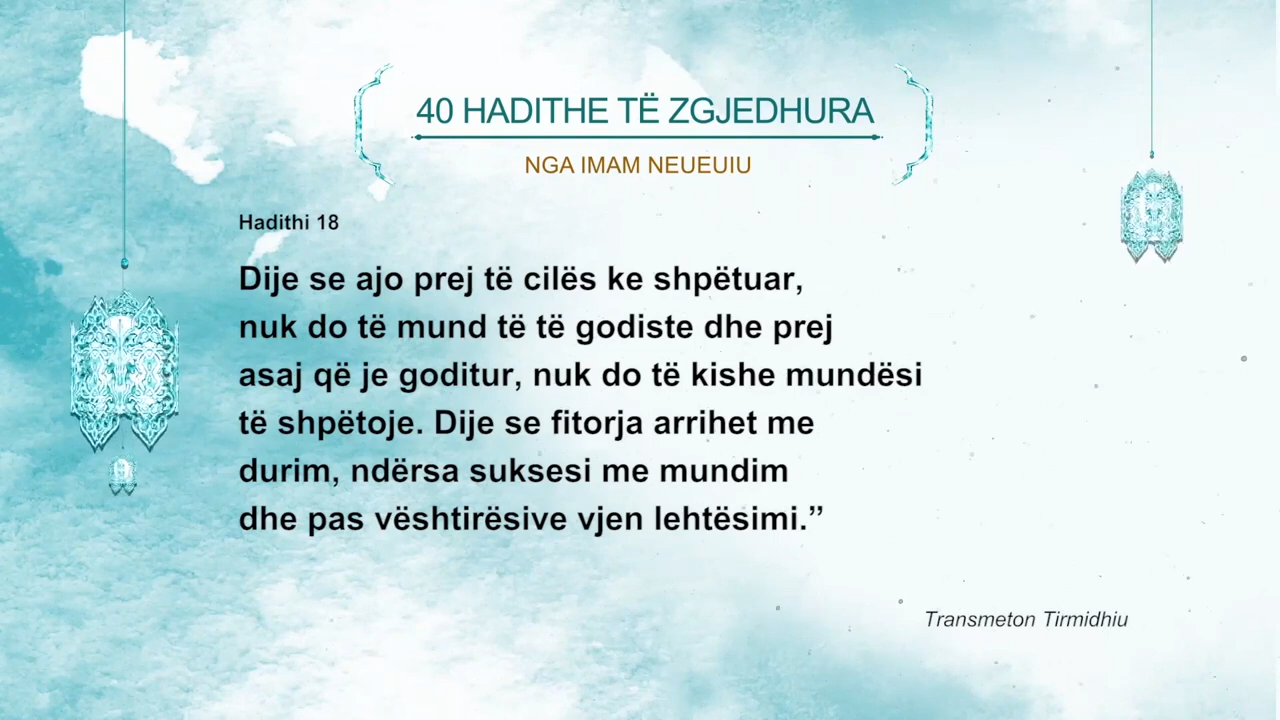 40 HADITHE TË ZGJEDHURA
NGA IMAM NEUEUIU
Hadithi 18
Dije se ajo prej të cilës ke shpëtuar,
nuk do të mund të të godiste dhe prej
asaj që je goditur, nuk do të kishe mundësi
të shpëtoje. Dije se fitorja arrihet me
durim, ndërsa suksesi me mundim
dhe pas vështirësive vjen lehtësimi.”
Transmeton Tirmidhiu